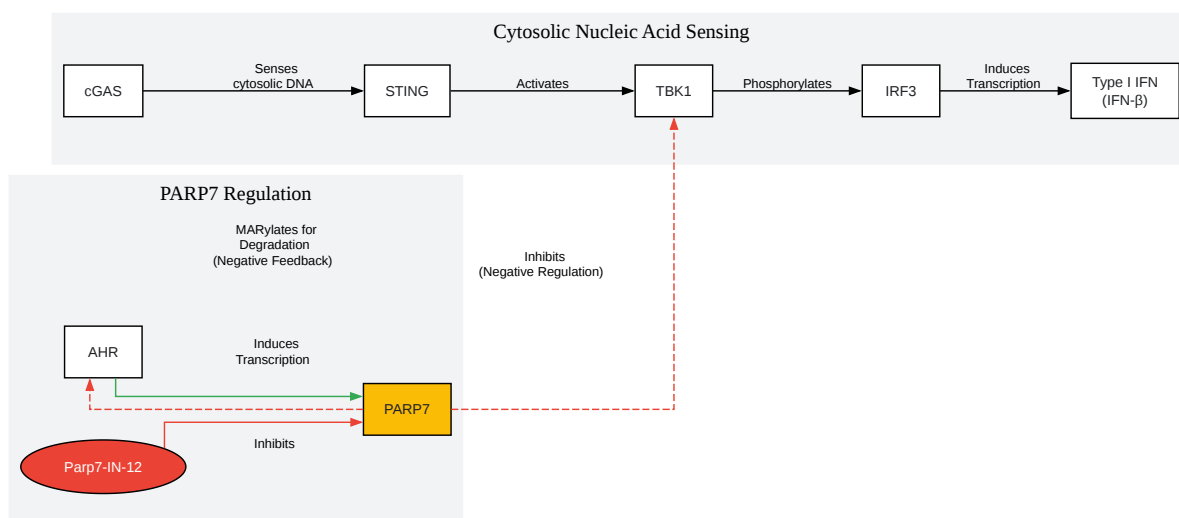 Cytosolic Nucleic Acid Sensing
cGAS
Senses
cytosolic DNA
STING
Activates
TBK1
Phosphorylates
IRF3
Induces
Transcription
Type I IFN
(IFN-β)
PARP7 Regulation
MARylates for
Degradation
(Negative Feedback)
Inhibits
(Negative Regulation)
AHR
Induces
Transcription
PARP7
Inhibits
Parp7-IN-12